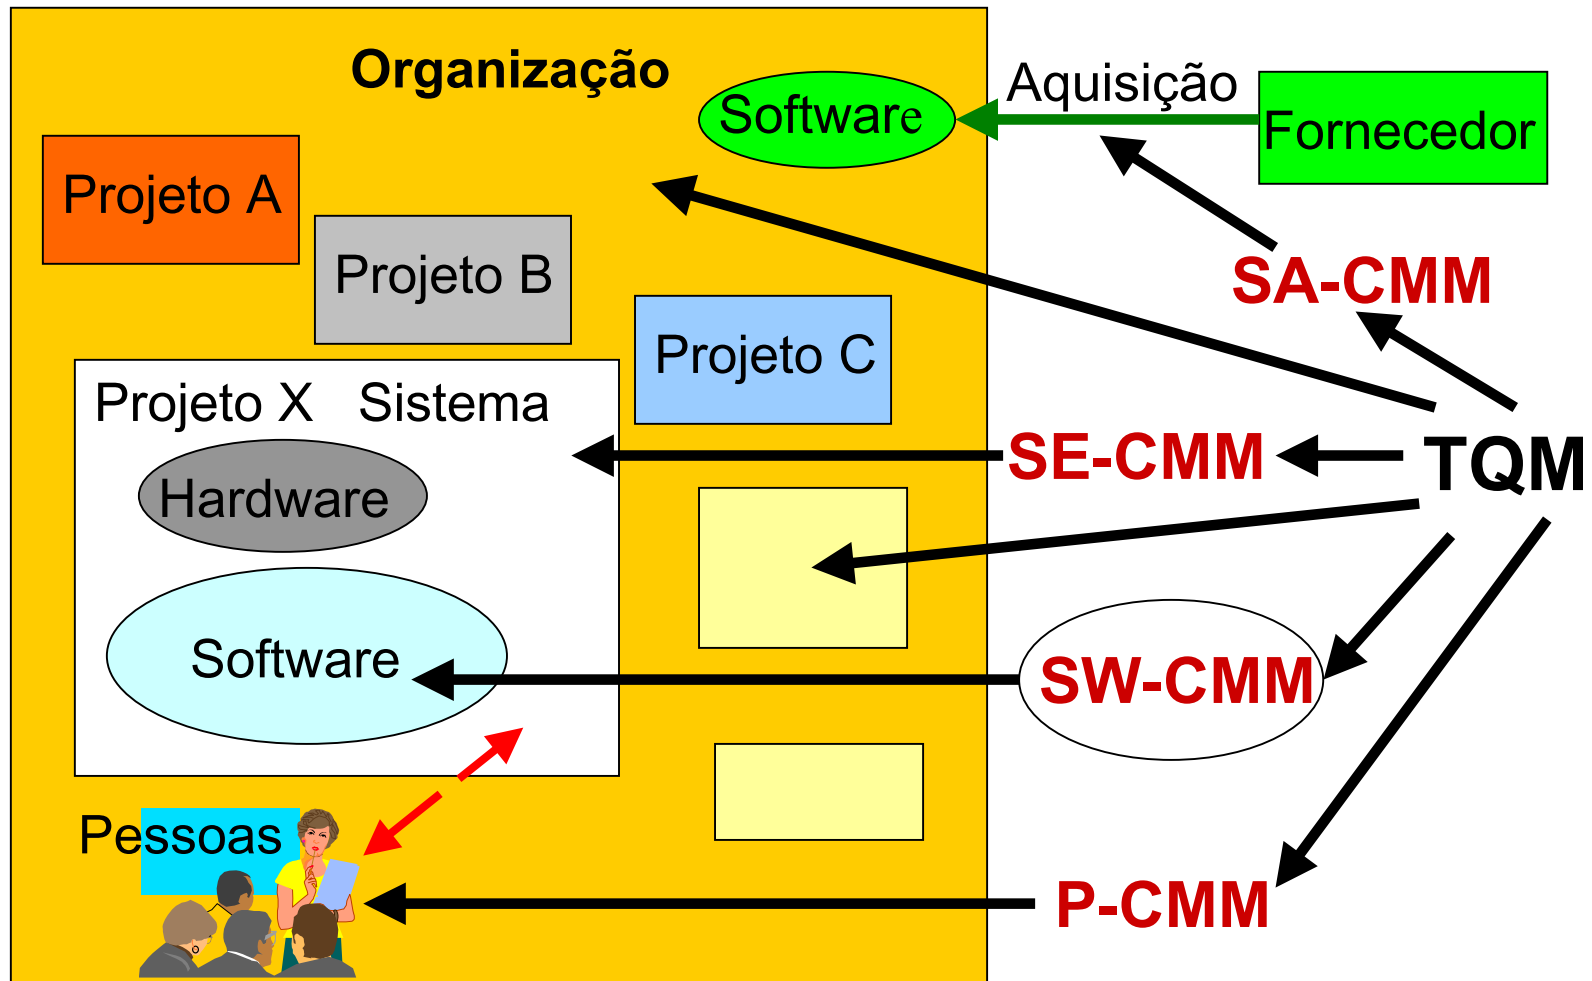 Organização
Software
Aquisição
Fornecedor
Projeto A
Projeto B
SA-CMM
Projeto C
Projeto X Sistema
SE-CMM
TQM
Hardware
Software
SW-CMM
Pessoas
P-CMM